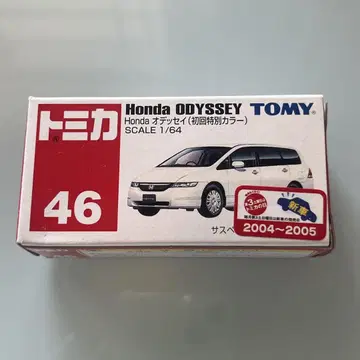 トミカ
46
Honda ODYSSEY TOMY
Honda オデッセイ(初回特別カラー)
SCALE 1/64
サスペ
新車
2004〜2005